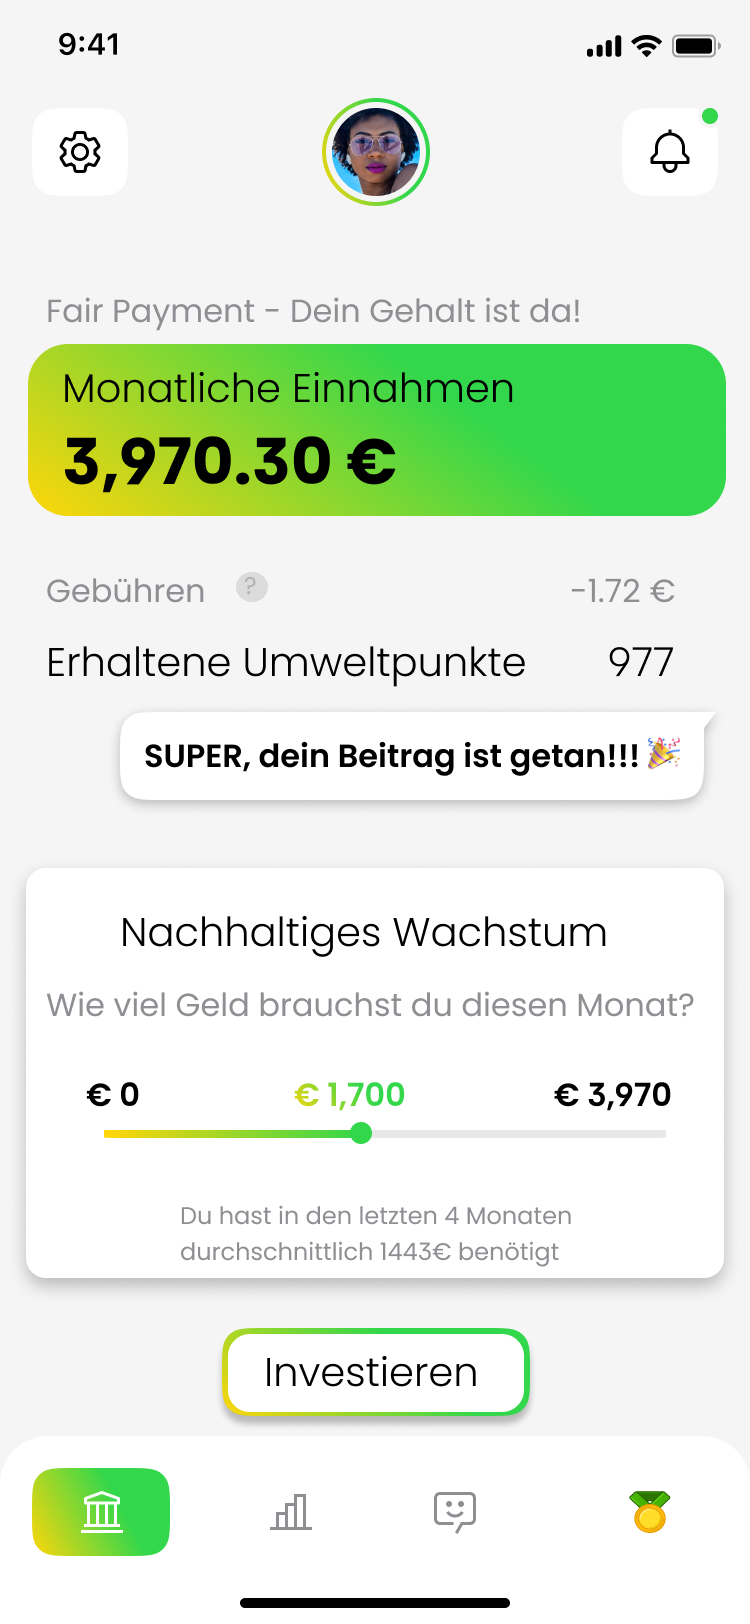 9:41
Fair Payment - Dein Gehalt ist da!
Monatliche Einnahmen
3,970.30 €
Gebühren ? -1.72 €
Erhaltene Umweltpunkte 977
SUPER, dein Beitrag ist getan!!! 🎉
Nachhaltiges Wachstum
Wie viel Geld brauchst du diesen Monat?
€ 0 € 1,700 € 3,970
Du hast in den letzten 4 Monaten
durchschnittlich 1443€ benötigt
Investieren